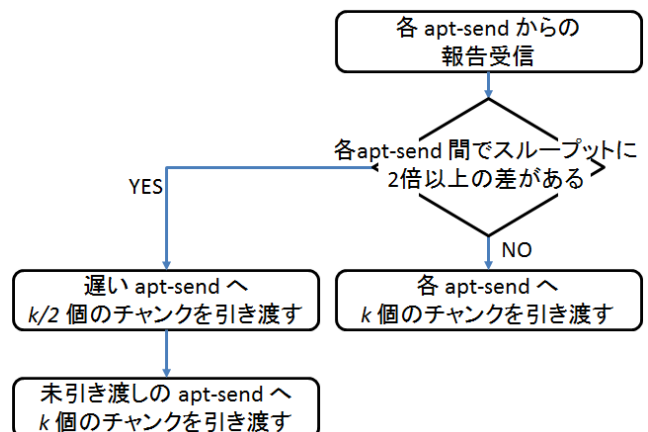 各 apt-send からの
報告受信
各apt-send 間でスループットに
2倍以上の差がある
YES
NO
遅い apt-send へ
k/2 個のチャンクを引き渡す
各 apt-send へ
k 個のチャンクを引き渡す
未引き渡しの apt-send へ
k 個のチャンクを引き渡す